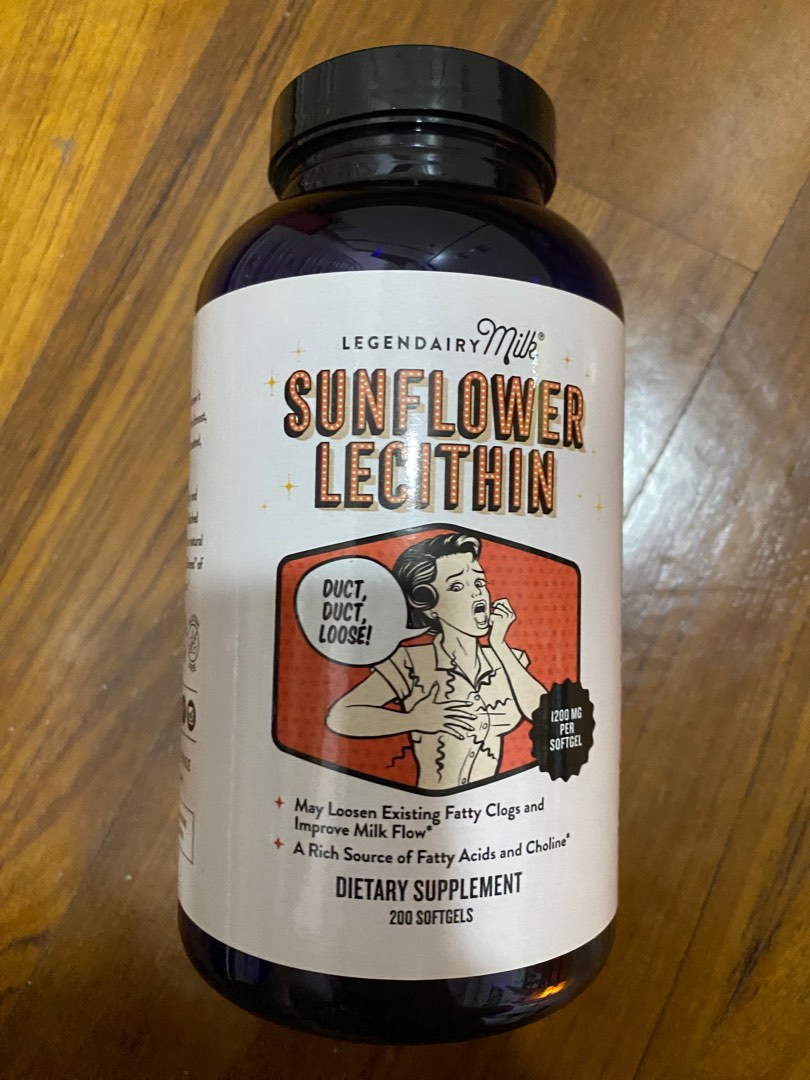 LEGENDAIRY Milk®
SUNFLOWER
LECITHIN
DUCT,
DUCT,
LOOSE!
1200 MG
PER
SOFTGEL
May Loosen Existing Fatty Clogs and
Improve Milk Flow*
A Rich Source of Fatty Acids and Choline*
DIETARY SUPPLEMENT
200 SOFTGELS